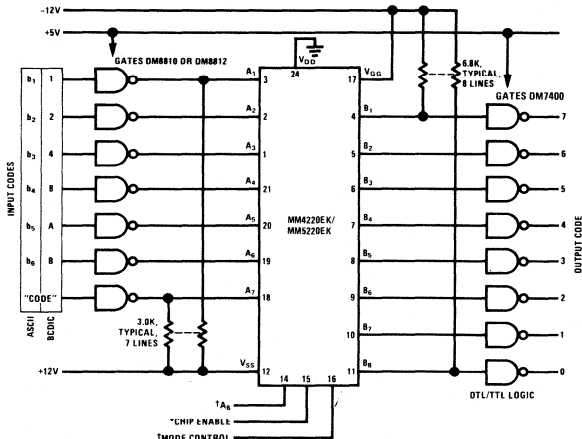 -12V
+5V
GATES DM8810 OR DM8812
VDD
24
6.8K,
TYPICAL,
8 LINES
GATES DM7400
INPUT CODES
b1 1
b2 2
b3 4
b4 8
b5 A
b6 B
"CODE"
ASCII
BCDIC
A1 3
A2 2
A3 1
A4 21
A5 20
A6 19
A7 18
3.0K,
TYPICAL,
7 LINES
+12V
VSS 12
MM4220EK/
MM5220EK
17 VGG
4 B1
5 B2
6 B3
7 B4
8 B5
9 B6
10 B7
11 B8
7
6
5
4
3
2
1
0
OUTPUT CODE
DTL/TTL LOGIC
14 15 16
†A8
*CHIP ENABLE
†MODE CONTROL